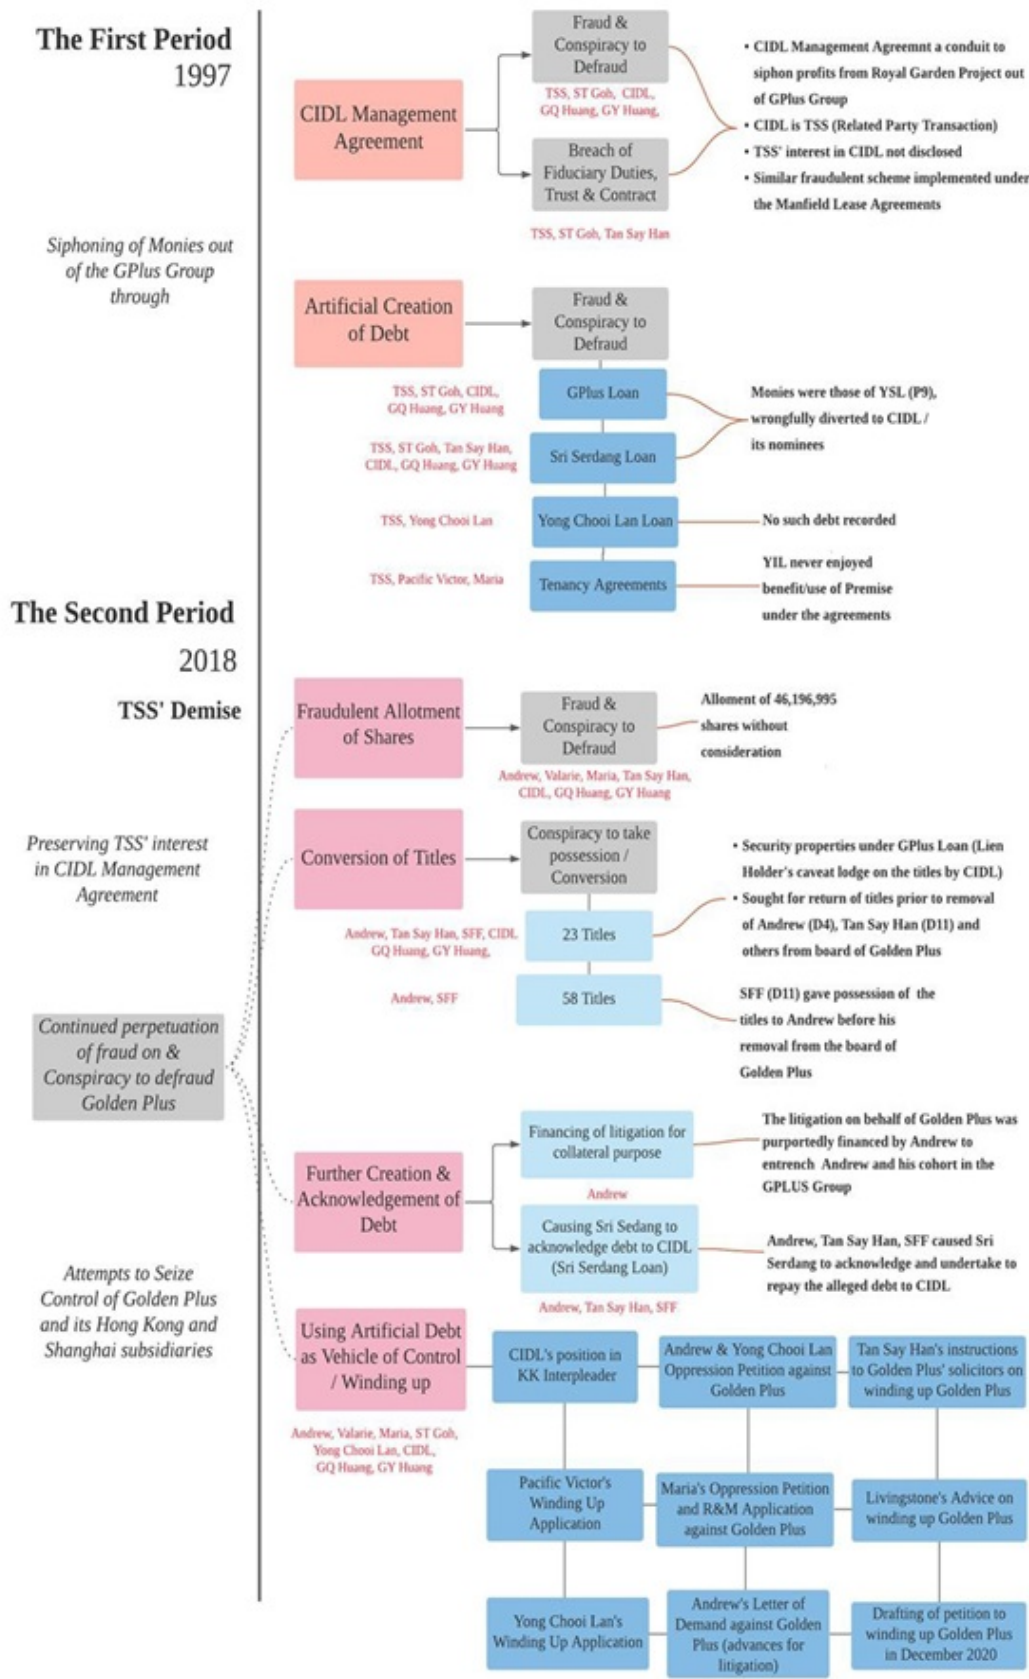 The First Period
1997
CIDL Management
Agreement
Fraud &
Conspiracy to
Defraud
TSS, ST Goh, CIDL,
GQ Huang, GY Huang,
Breach of
Fiduciary Duties,
Trust & Contract
TSS, ST Goh, Tan Say Han
• CIDL Management Agreemnt a conduit to
siphon profits from Royal Garden Project out
of GPlus Group
• CIDL is TSS (Related Party Transaction)
• TSS' interest in CIDL not disclosed
• Similar fraudulent scheme implemented under
the Manfield Lease Agreements
Siphoning of Monies out
of the GPlus Group
through
Artificial Creation
of Debt
Fraud &
Conspiracy to
Defraud
TSS, ST Goh, CIDL,
GQ Huang, GY Huang
GPlus Loan
TSS, ST Goh, Tan Say Han,
CIDL, GQ Huang, GY Huang
Sri Serdang Loan
Monies were those of YSL (P9),
wrongfully diverted to CIDL /
its nominees
TSS, Yong Chooi Lan
Yong Chooi Lan Loan
No such debt recorded
TSS, Pacific Victor, Maria
Tenancy Agreements
YIL never enjoyed
benefit/use of Premise
under the agreements
The Second Period
2018
TSS' Demise
Fraudulent Allotment
of Shares
Fraud &
Conspiracy to
Defraud
Andrew, Valarie, Maria, Tan Say Han,
CIDL, GQ Huang, GY Huang
Alloment of 46,196,995
shares without
consideration
Preserving TSS' interest
in CIDL Management
Agreement
Conversion of Titles
Conspiracy to take
possession /
Conversion
Andrew, Tan Say Han, SFF, CIDL
GQ Huang, GY Huang,
23 Titles
• Security properties under GPlus Loan (Lien
Holder's caveat lodge on the titles by CIDL)
• Sought for return of titles prior to removal
of Andrew (D4), Tan Say Han (D11) and
others from board of Golden Plus
Andrew, SFF
58 Titles
SFF (D11) gave possession of the
titles to Andrew before his
removal from the board of
Golden Plus
Continued perpetuation
of fraud on &
Conspiracy to defraud
Golden Plus
Further Creation &
Acknowledgement of
Debt
Financing of litigation for
collateral purpose
Andrew
The litigation on behalf of Golden Plus was
purportedly financed by Andrew to
entrench Andrew and his cohort in the
GPLUS Group
Causing Sri Sedang to
acknowledge debt to CIDL
(Sri Serdang Loan)
Andrew, Tan Say Han, SFF
Andrew, Tan Say Han, SFF caused Sri
Serdang to acknowledge and undertake to
repay the alleged debt to CIDL
Attempts to Seize
Control of Golden Plus
and its Hong Kong and
Shanghai subsidiaries
Using Artificial Debt
as Vehicle of Control
/ Winding up
Andrew, Valarie, Maria, ST Goh,
Yong Chooi Lan, CIDL,
GQ Huang, GY Huang
CIDL's position in
KK Interpleader
Andrew & Yong Chooi Lan
Oppression Petition against
Golden Plus
Tan Say Han's instructions
to Golden Plus' solicitors on
winding up Golden Plus
Pacific Victor's
Winding Up
Application
Maria's Oppression Petition
and R&M Application
against Golden Plus
Livingstone's Advice on
winding up Golden Plus
Yong Chooi Lan's
Winding Up Application
Andrew's Letter of
Demand against Golden
Plus (advances for
litigation)
Drafting of petition to
winding up Golden Plus
in December 2020